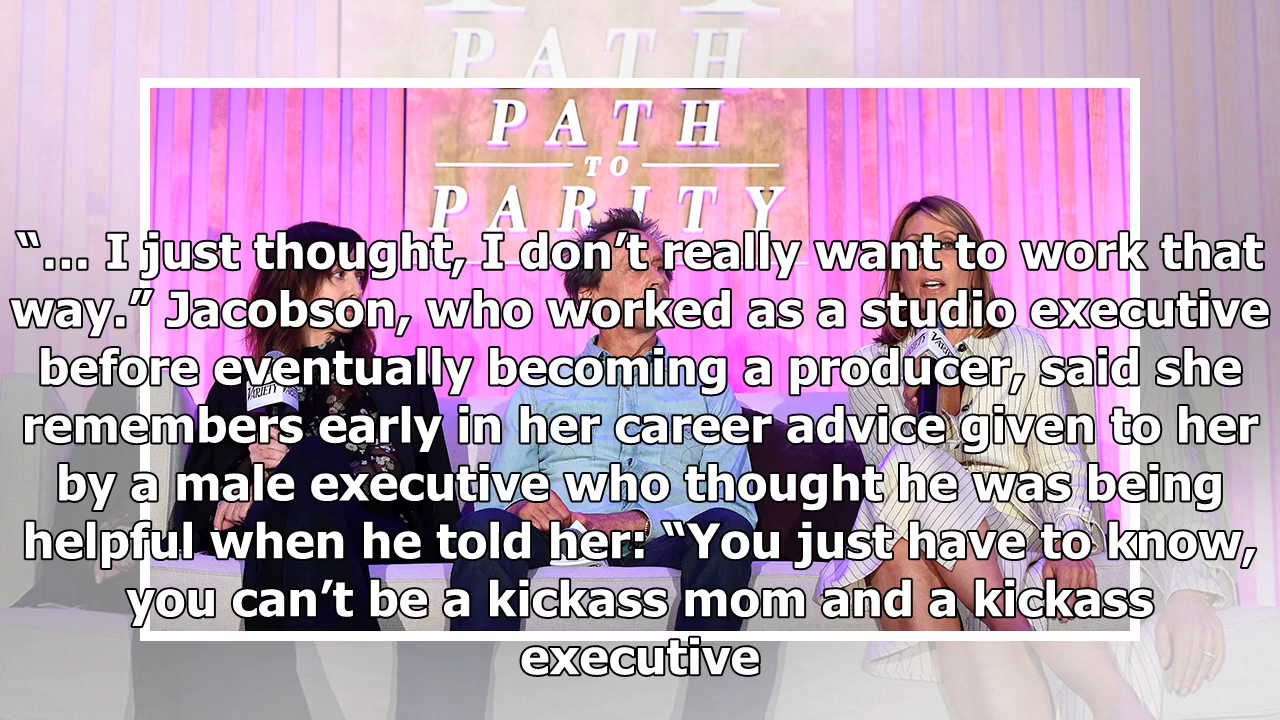 PATH
PATH
TO
PARITY
“... I just thought, I don’t really want to work that
way.” Jacobson, who worked as a studio executive
before eventually becoming a producer, said she
remembers early in her career advice given to her
by a male executive who thought he was being
helpful when he told her: “You just have to know,
you can’t be a kickass mom and a kickass
executive
VARIETY
VARIETY